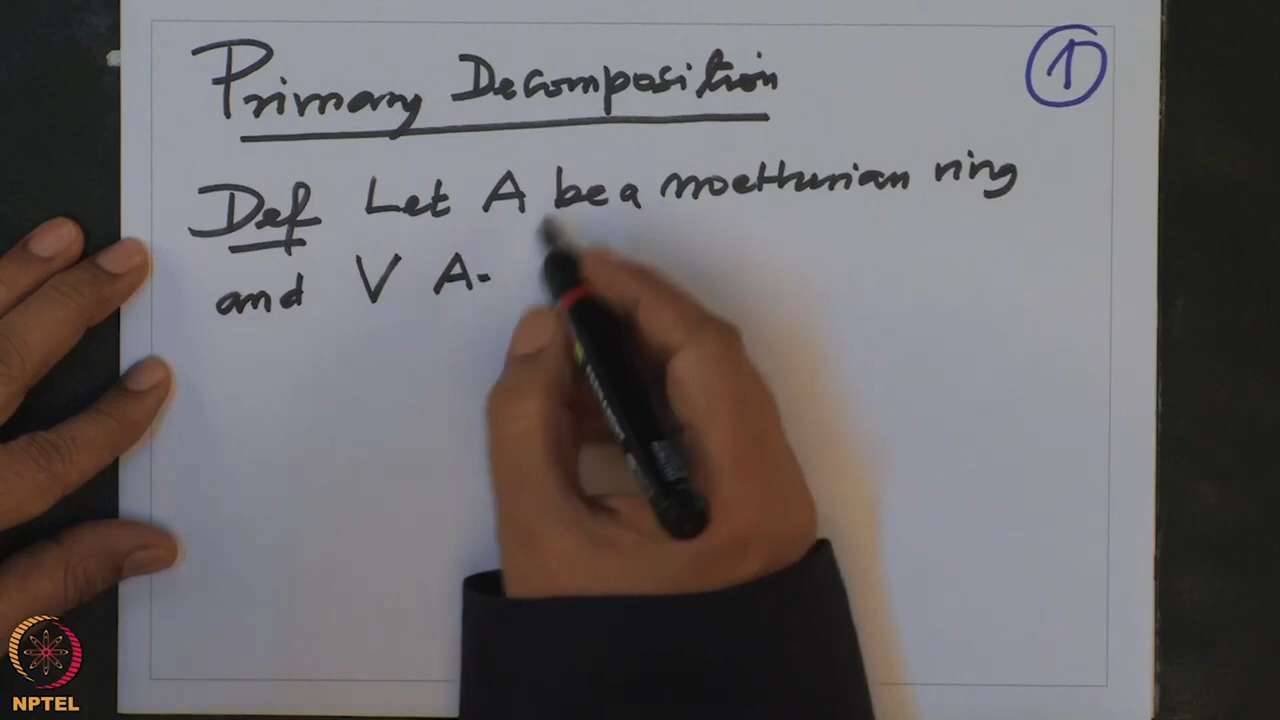 Primary Decomposition
1
Def Let A be a noetherian ring
and V A-
NPTEL